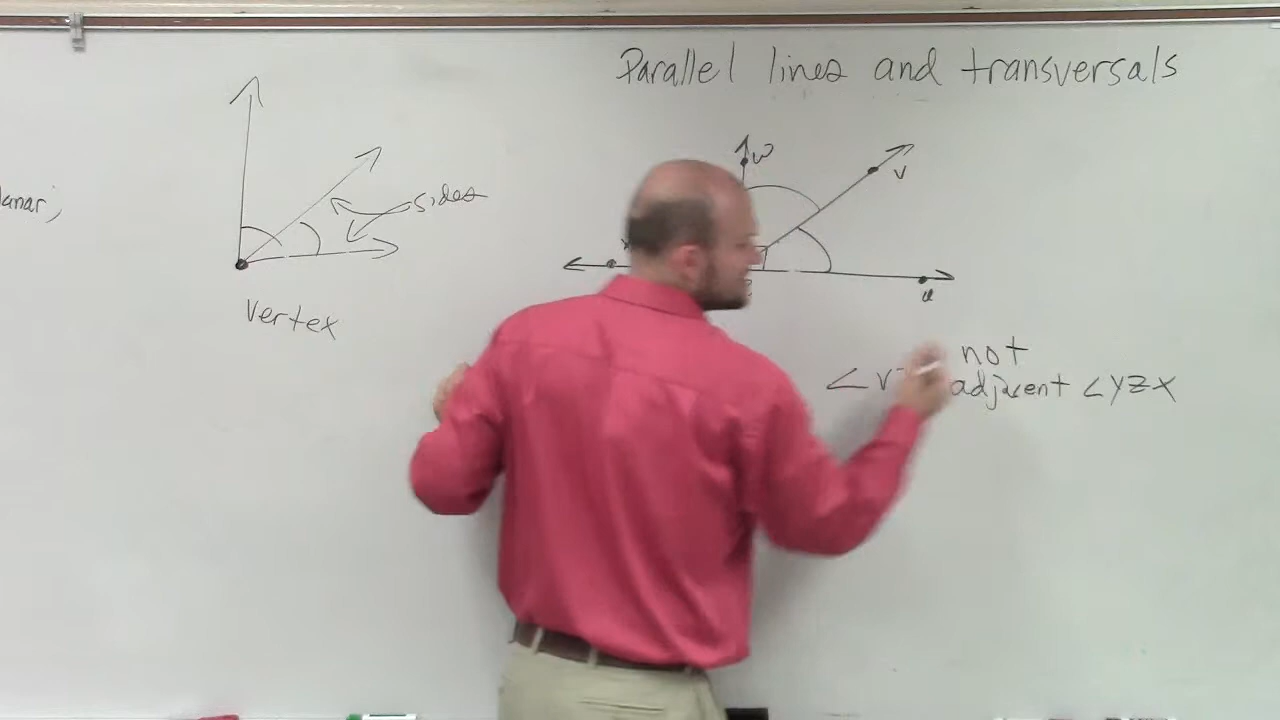 Parallel lines and transversals
lanar,
sides
vertex
w
v
u
not
adjacent ∠YZX